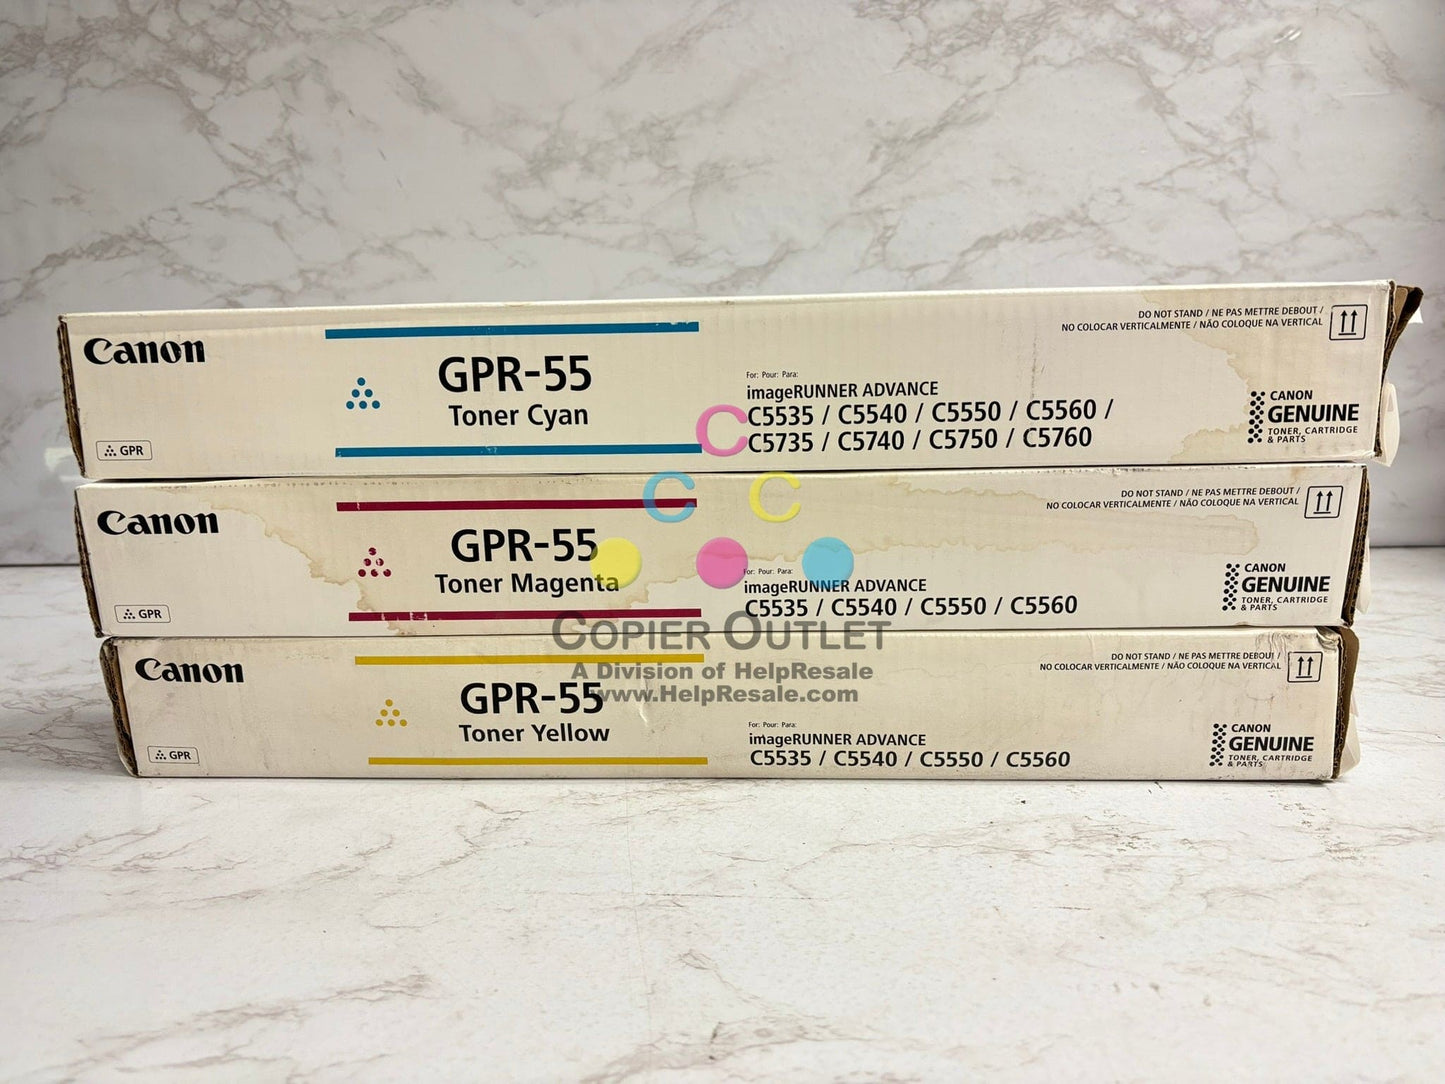 Canon
GPR-55
Toner Cyan
GPR
For: Pour: Para:
imageRUNNER ADVANCE
C5535 / C5540 / C5550 / C5560 /
C5735 / C5740 / C5750 / C5760
DO NOT STAND / NE PAS METTRE DEBOUT /
NO COLOCAR VERTICALMENTE / NÃO COLOQUE NA VERTICAL
CANON
GENUINE
TONER, CARTRIDGE
& PARTS
C
C C
Canon
GPR-55
Toner Magenta
GPR
For: Pour: Para:
imageRUNNER ADVANCE
C5535 / C5540 / C5550 / C5560
DO NOT STAND / NE PAS METTRE DEBOUT /
NO COLOCAR VERTICALMENTE / NÃO COLOQUE NA VERTICAL
CANON
GENUINE
TONER, CARTRIDGE
& PARTS
COPIER OUTLET
A Division of HelpResale
www.HelpResale.com
Canon
GPR-55
Toner Yellow
GPR
For: Pour: Para:
imageRUNNER ADVANCE
C5535 / C5540 / C5550 / C5560
DO NOT STAND / NE PAS METTRE DEBOUT /
NO COLOCAR VERTICALMENTE / NÃO COLOQUE NA VERTICAL
CANON
GENUINE
TONER, CARTRIDGE
& PARTS